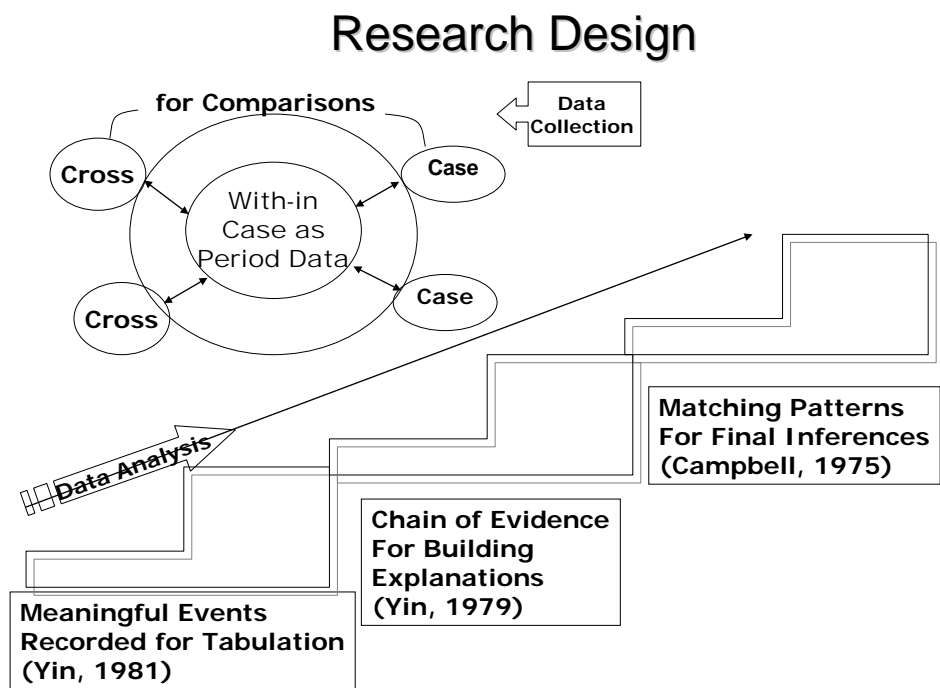 Research Design
for Comparisons
Data
Collection
Cross
Case
With-in
Case as
Period Data
Cross
Case
Data Analysis
Matching Patterns
For Final Inferences
(Campbell, 1975)
Chain of Evidence
For Building
Explanations
(Yin, 1979)
Meaningful Events
Recorded for Tabulation
(Yin, 1981)